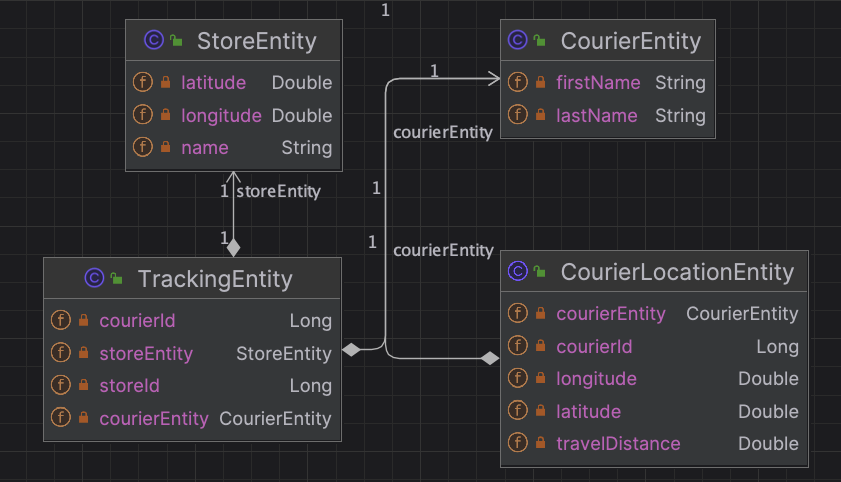 1
StoreEntity
latitude Double
longitude Double
name String
CourierEntity
firstName String
lastName String
1
courierEntity
1 storeEntity
1
1
1
courierEntity
TrackingEntity
courierId Long
storeEntity StoreEntity
storeId Long
courierEntity CourierEntity
CourierLocationEntity
courierEntity CourierEntity
courierId Long
longitude Double
latitude Double
travelDistance Double